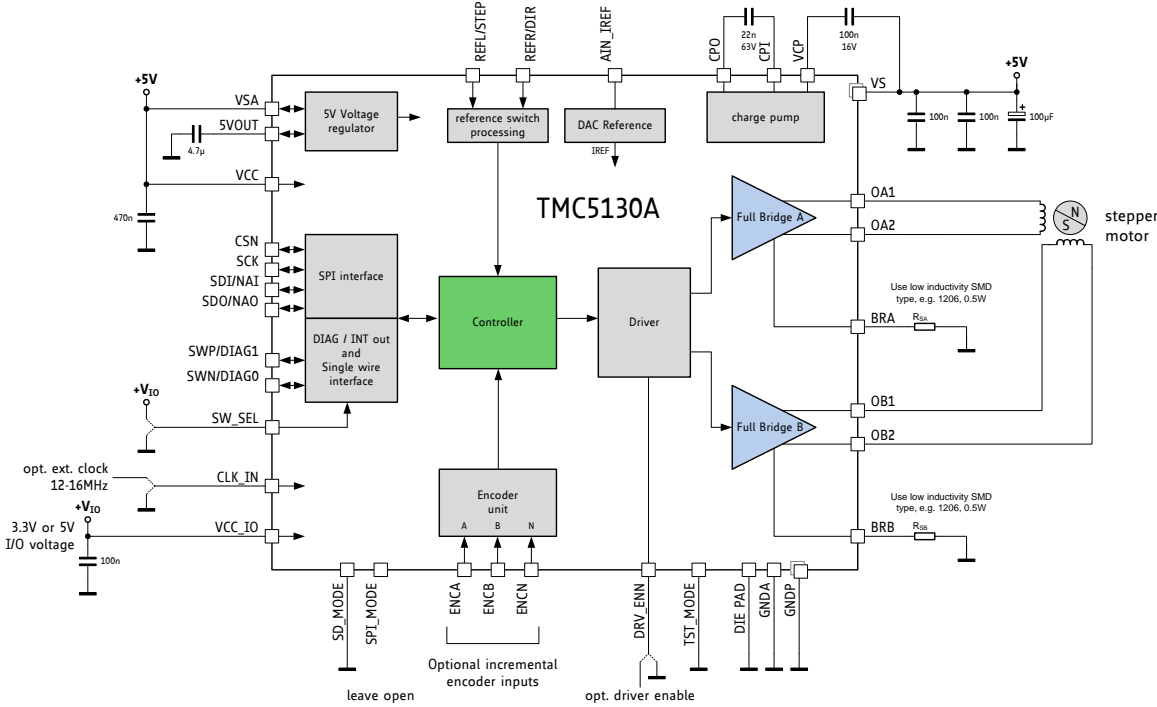 REFL/STEP
REFR/DIR
AIN_IREF
CPO
22n
63V
CPI
VCP
100n
16V
+5V
VSA
5VOUT
4.7µ
VCC
470n
5V Voltage
regulator
reference switch
processing
DAC Reference
IREF
charge pump
VS
+5V
100n
100n
+
100µF
TMC5130A
Full Bridge A
OA1
OA2
N
S
stepper
motor
CSN
SCK
SDI/NAI
SDO/NAO
SPI interface
Controller
Driver
Use low inductivity SMD
type, e.g. 1206, 0.5W
BRA
RSA
SWP/DIAG1
SWN/DIAG0
DIAG / INT out
and
Single wire
interface
+VIO
SW_SEL
Full Bridge B
OB1
OB2
opt. ext. clock
12-16MHz
CLK_IN
+VIO
3.3V or 5V
I/O voltage
VCC_IO
100n
Encoder
unit
A
B
N
Use low inductivity SMD
type, e.g. 1206, 0.5W
BRB
RSB
SD_MODE
SPI_MODE
ENCA
ENCB
ENCN
DRV_ENN
TST_MODE
DIE PAD
GNDA
GNDP
Optional incremental
encoder inputs
leave open
opt. driver enable